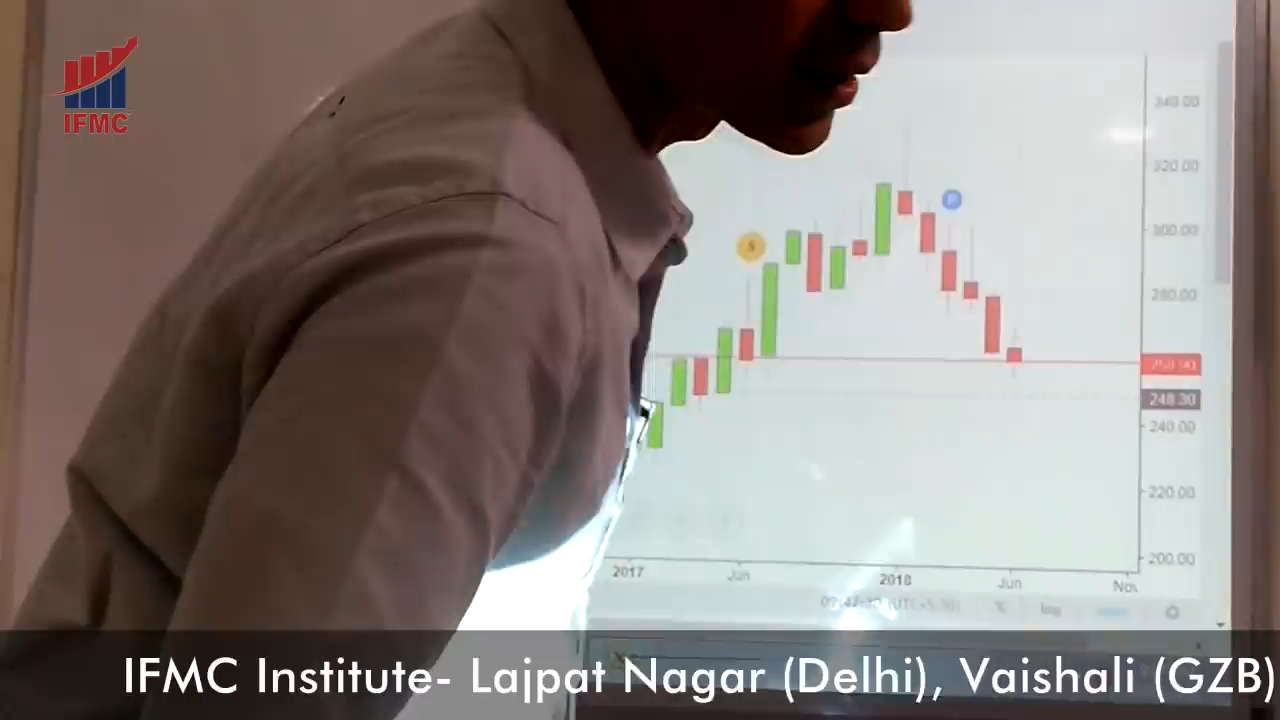 IFMC
340.00
320.00
300.00
280.00
248.30
240.00
220.00
200.00
S
P
2017 Jun 2018 Jun Nov
log
IFMC Institute- Lajpat Nagar (Delhi), Vaishali (GZB)